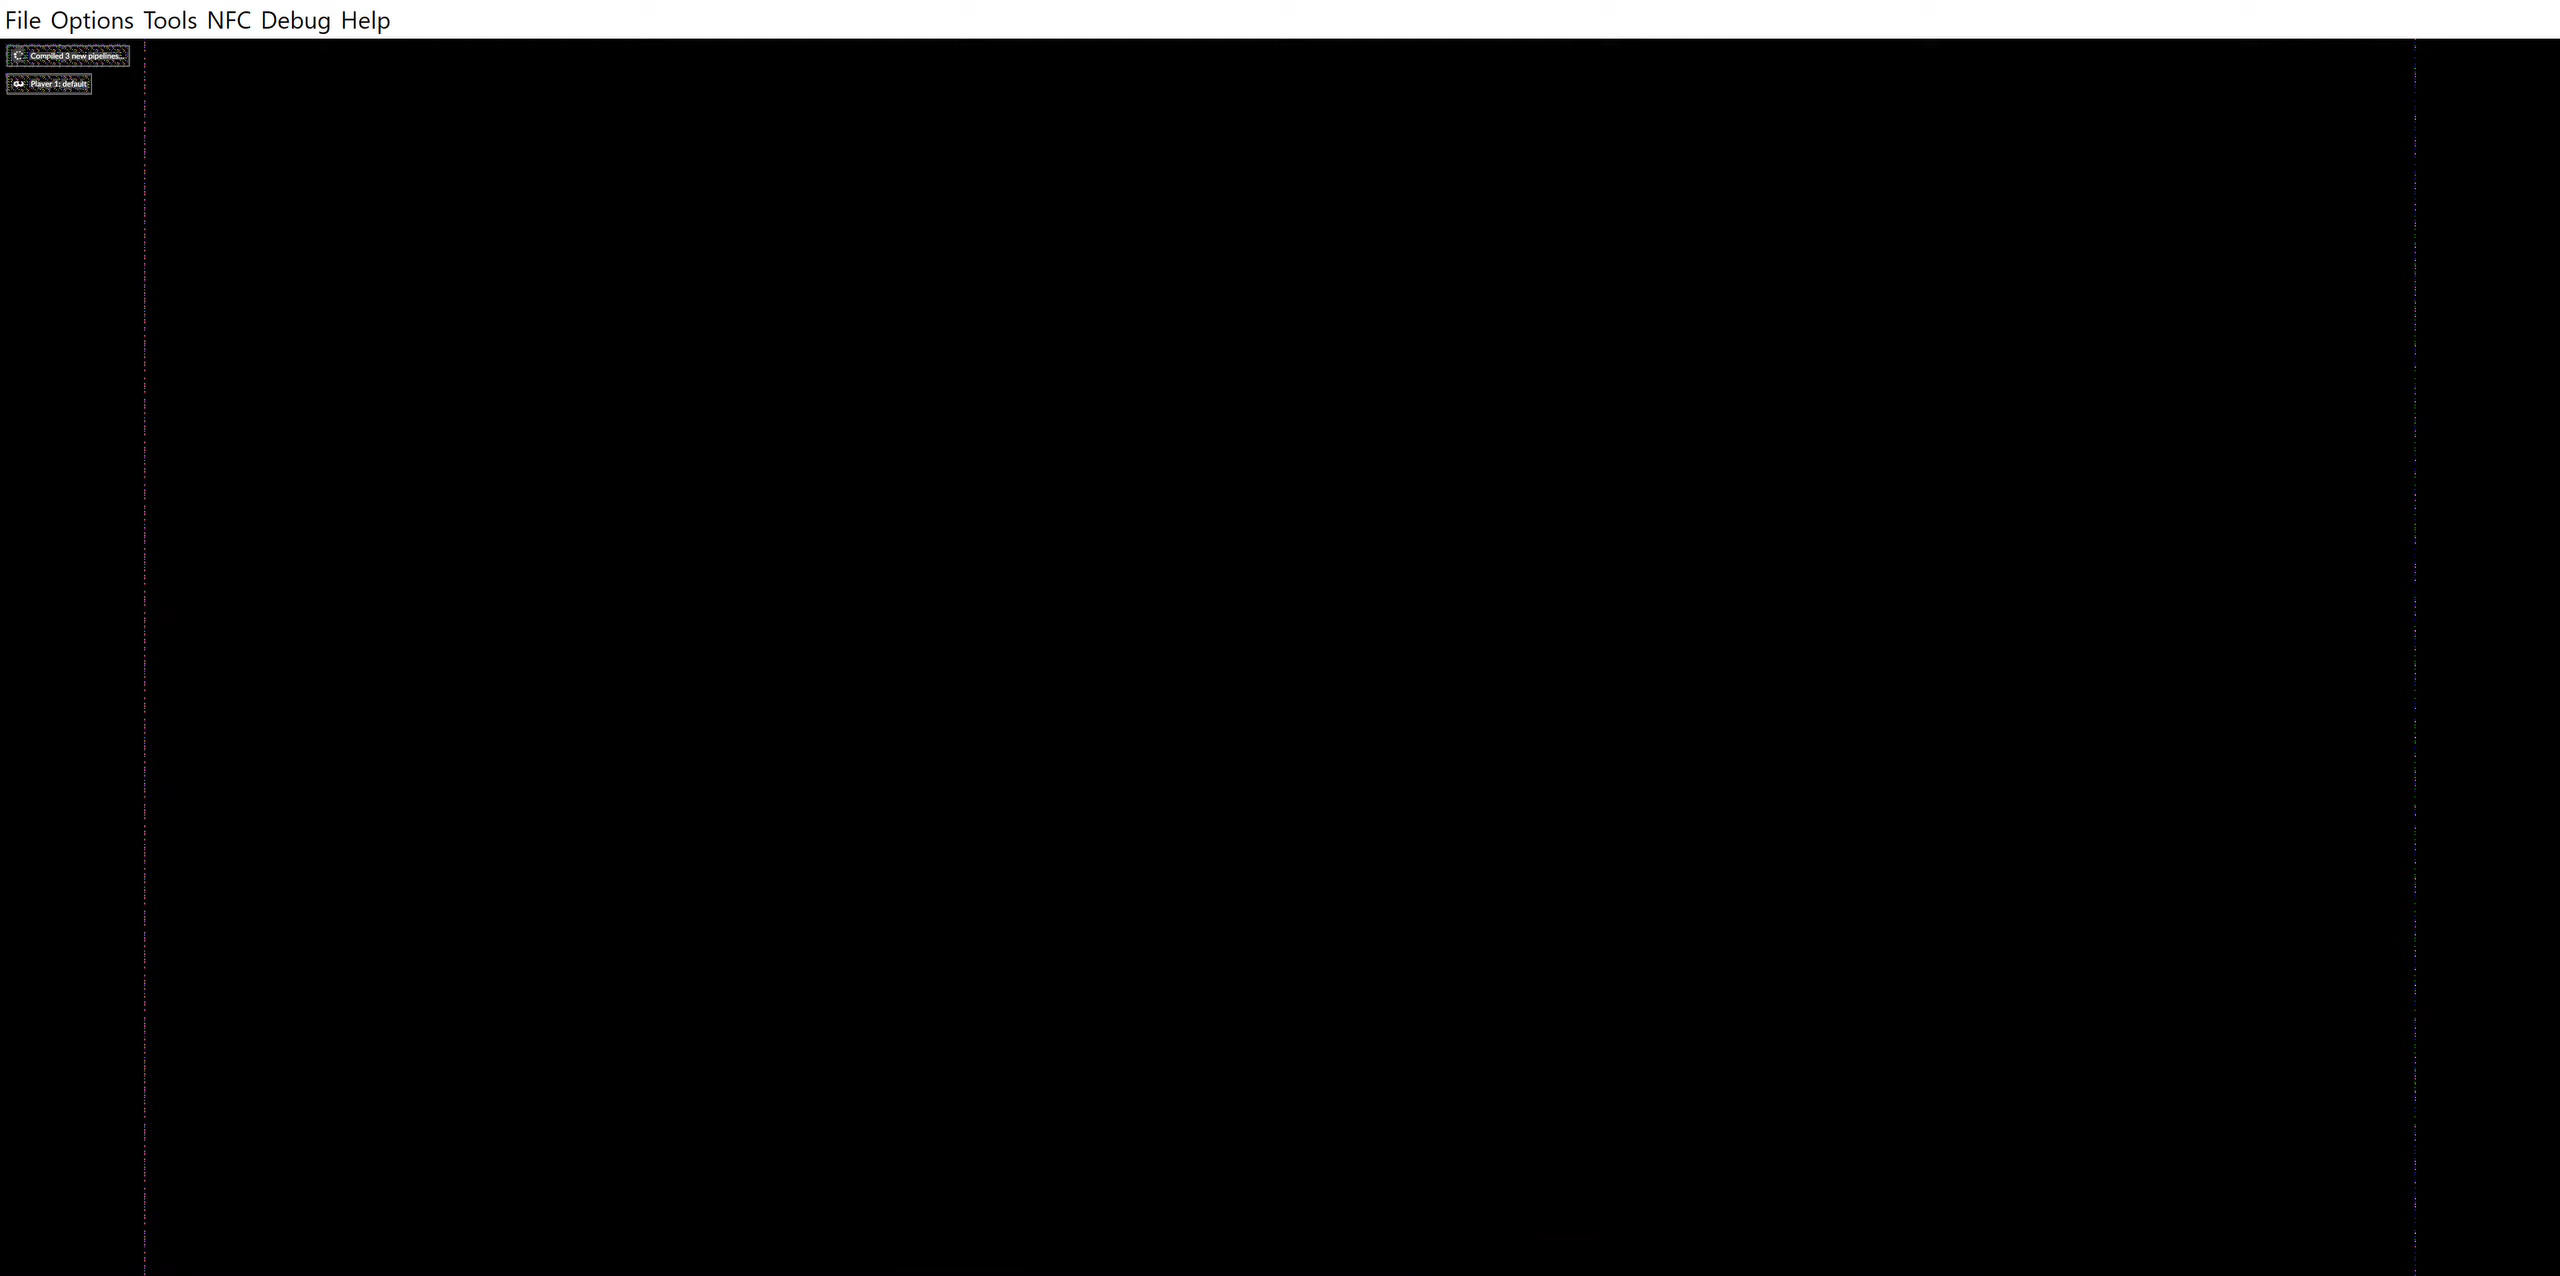 File Options Tools NFC Debug Help
Compiled 3 new pipelines...
Player 1: default